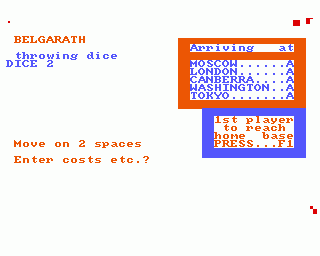 BELGARATH
throwing dice
DICE 2
Arriving at
MOSCOW......A
LONDON......A
CANBERRA....A
WASHINGTON..A
TOKYO.......A
1st player
to reach
home base
PRESS...F1
Move on 2 spaces
Enter costs etc.?